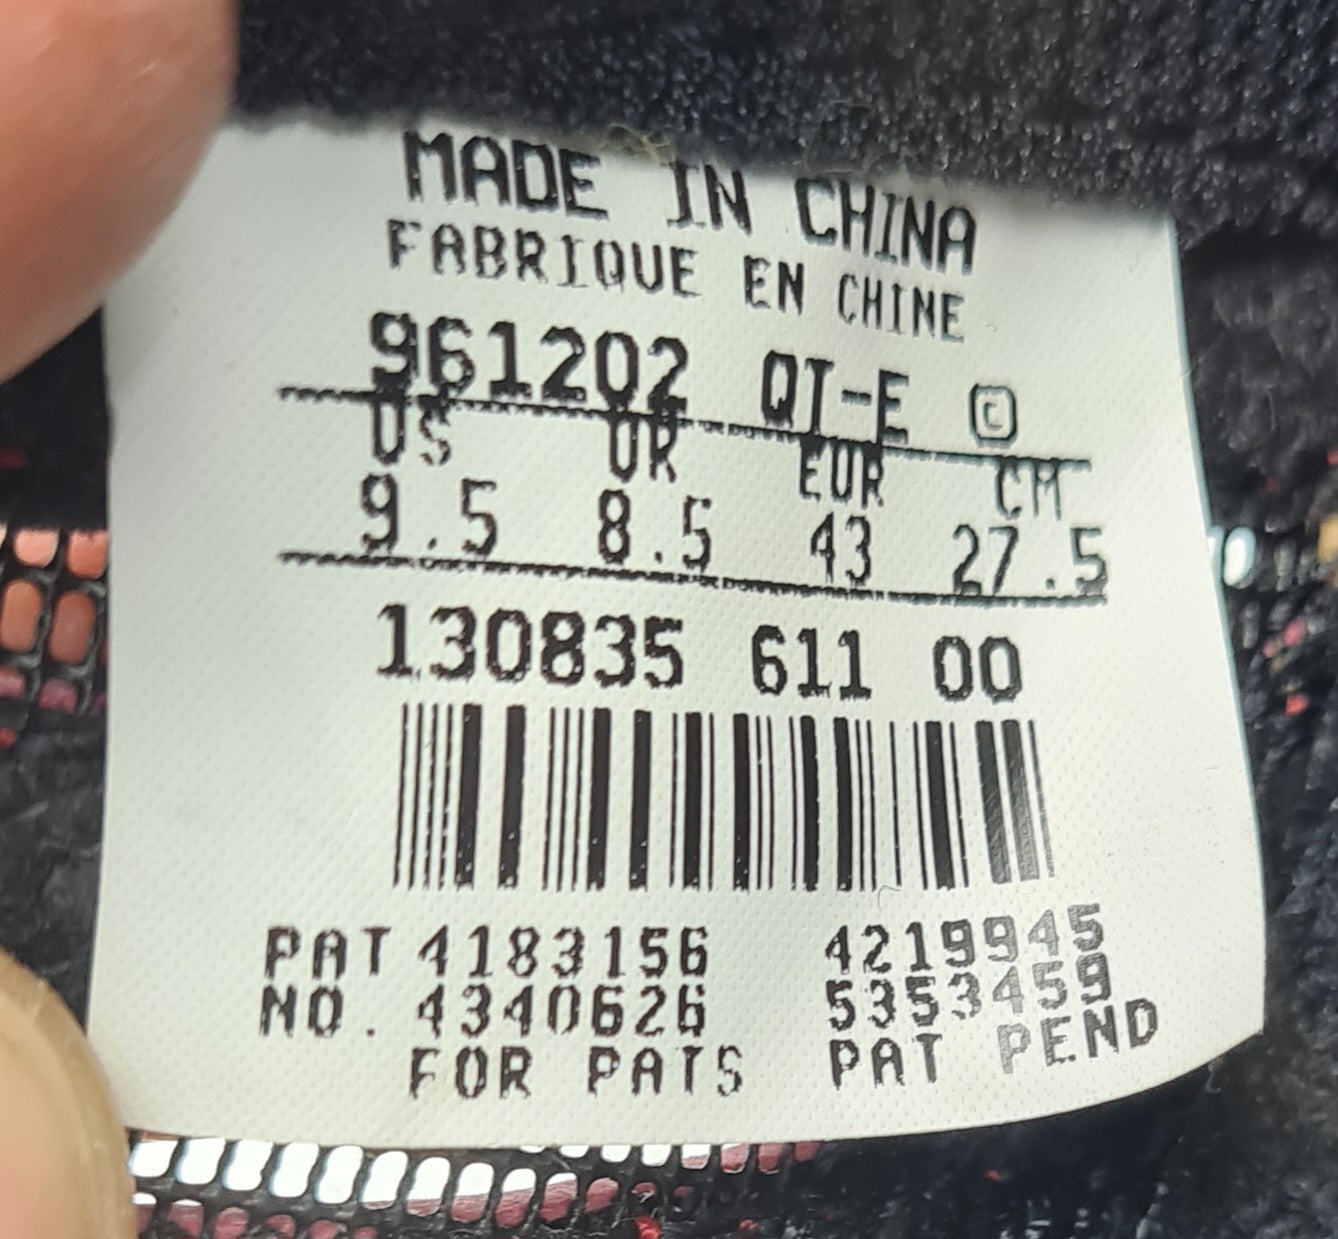 MADE IN CHINA
FABRIQUE EN CHINE
961202 QT-E ©
US UK EUR CM
9.5 8.5 43 27.5
130835 611 00
PAT 4183156 4219945
NO. 4340626 5353459
FOR PATS PAT PEND